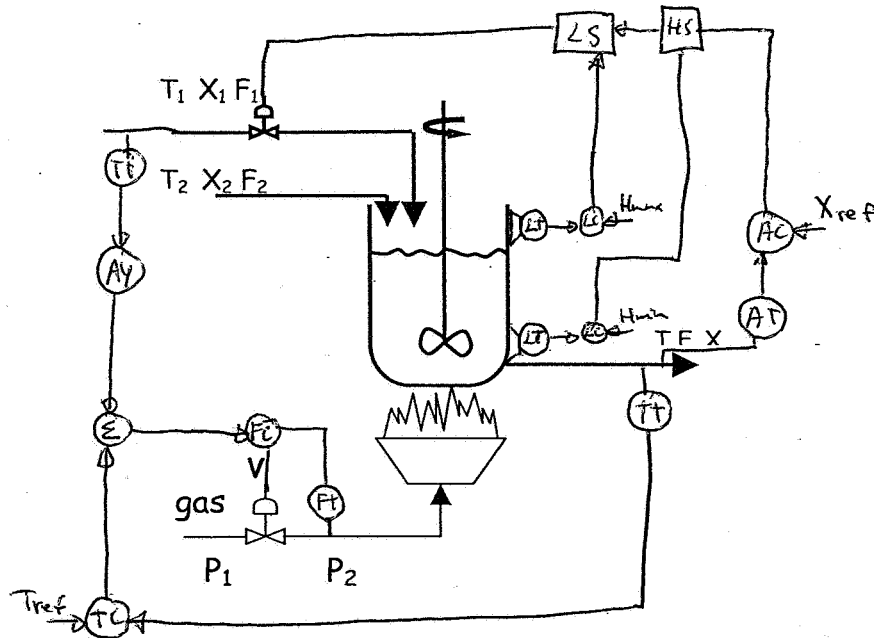 LS
HS
T₁ X₁ F₁
Tt
T₂ X₂ F₂
Lt
Lc
Hmax
AC
Xref
AY
Lt
Lc
Hmin
T F X
AT
Tt
Σ
Fc
V
gas
Ft
P₁
P₂
Tref
TC